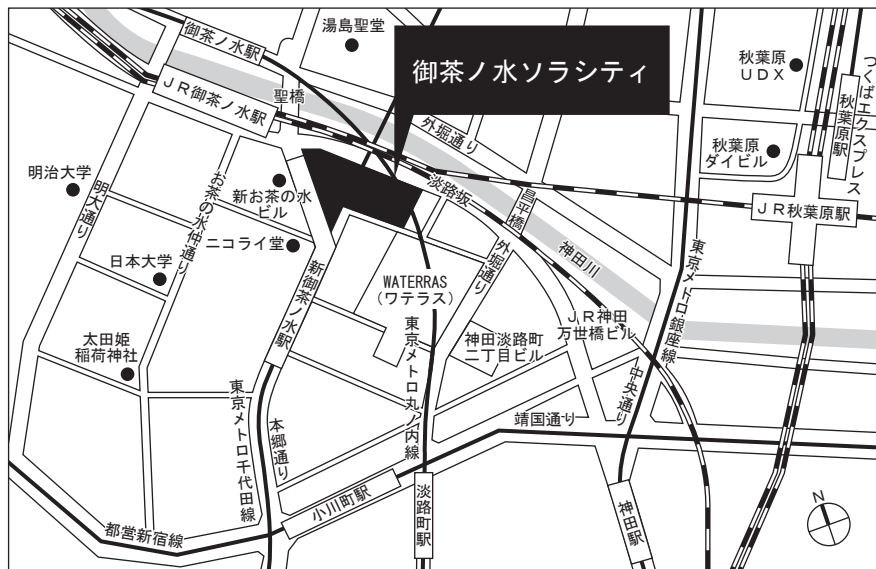 御茶ノ水駅
湯島聖堂
御茶ノ水ソラシティ
秋葉原
UDX
つくばエクスプレス
秋葉原駅
JR御茶ノ水駅
聖橋
外堀通り
秋葉原
ダイビル
明治大学
明大通り
お茶の水仲通り
新お茶の水
ビル
淡路坂
昌平橋
JR秋葉原駅
ニコライ堂
日本大学
新御茶ノ水駅
WATERRAS
(ワテラス)
外堀通り
神田川
東京メトロ銀座線
太田姫
稲荷神社
東京メトロ丸ノ内線
神田淡路町
二丁目ビル
JR神田
万世橋ビル
中央通り
東京メトロ千代田線
本郷通り
靖国通り
小川町駅
都営新宿線
淡路町駅
神田駅
N